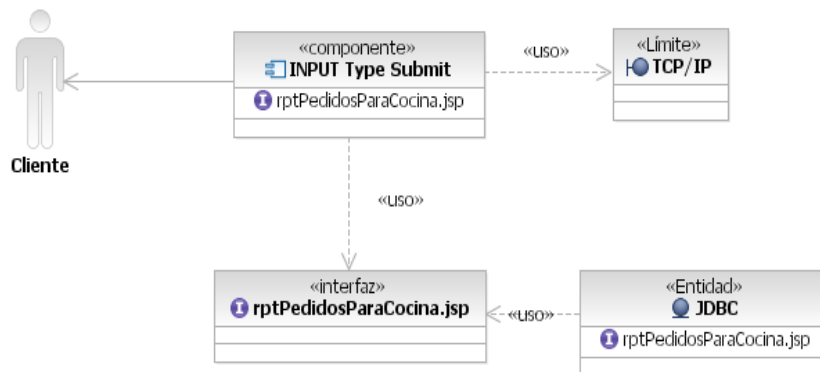 «componente»
INPUT Type Submit
rptPedidosParaCocina.jsp
«uso»
«Límite»
TCP/IP
Cliente
«uso»
«interfaz»
rptPedidosParaCocina.jsp
«uso»
«Entidad»
JDBC
rptPedidosParaCocina.jsp